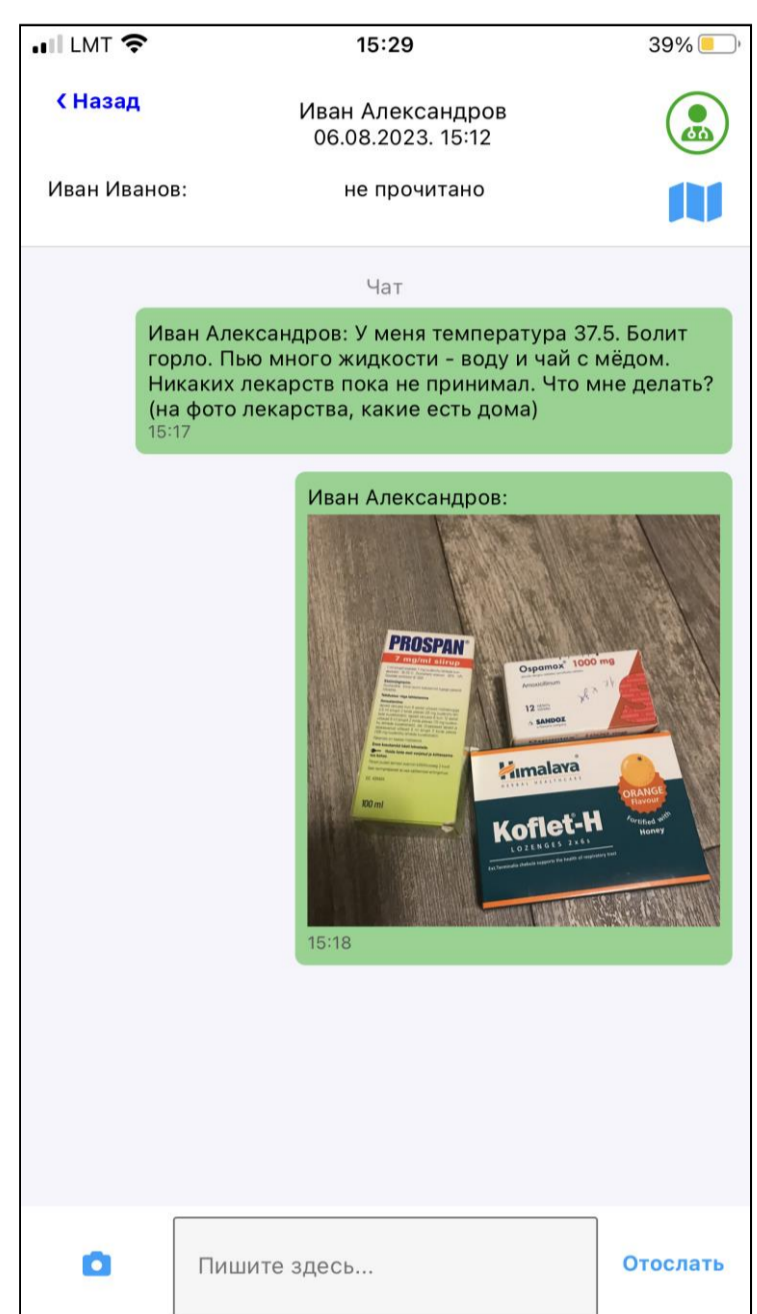 LMT
15:29
39%
Назад
Иван Александров
06.08.2023. 15:12
Иван Иванов:
не прочитано
Чат
Иван Александров: У меня температура 37.5. Болит
горло. Пью много жидкости - воду и чай с мёдом.
Никаких лекарств пока не принимал. Что мне делать?
(на фото лекарства, какие есть дома)
15:17
Иван Александров:
PROSPAN
7 mg/ml siirup
100 ml
Ospamox 1000 mg
12
SANDOZ
Himalaya
HERBAL HEALTHCARE
Koflet-H
LOZENGES 2x6s
ORANGE
Flavour
Fortified with
Honey
15:18
Пишите здесь...
Отослать